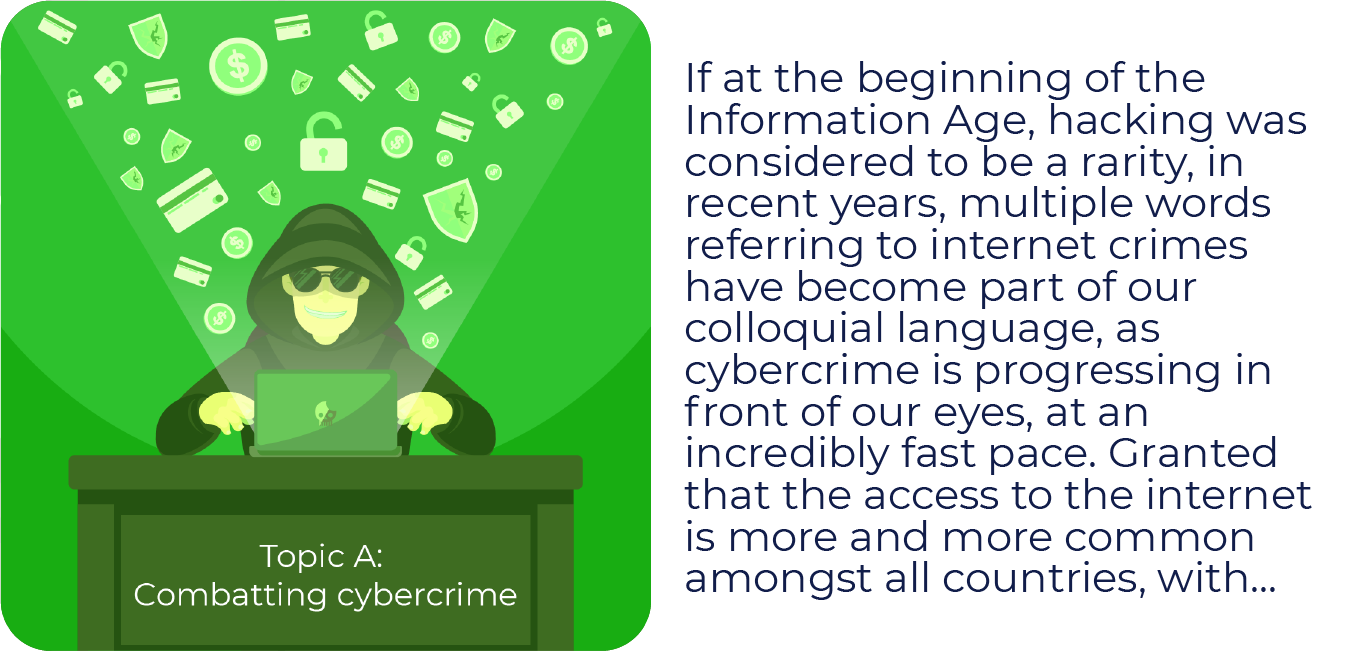 Topic A:
Combatting cybercrime
If at the beginning of the
Information Age, hacking was
considered to be a rarity, in
recent years, multiple words
referring to internet crimes
have become part of our
colloquial language, as
cybercrime is progressing in
front of our eyes, at an
incredibly fast pace. Granted
that the access to the internet
is more and more common
amongst all countries, with...